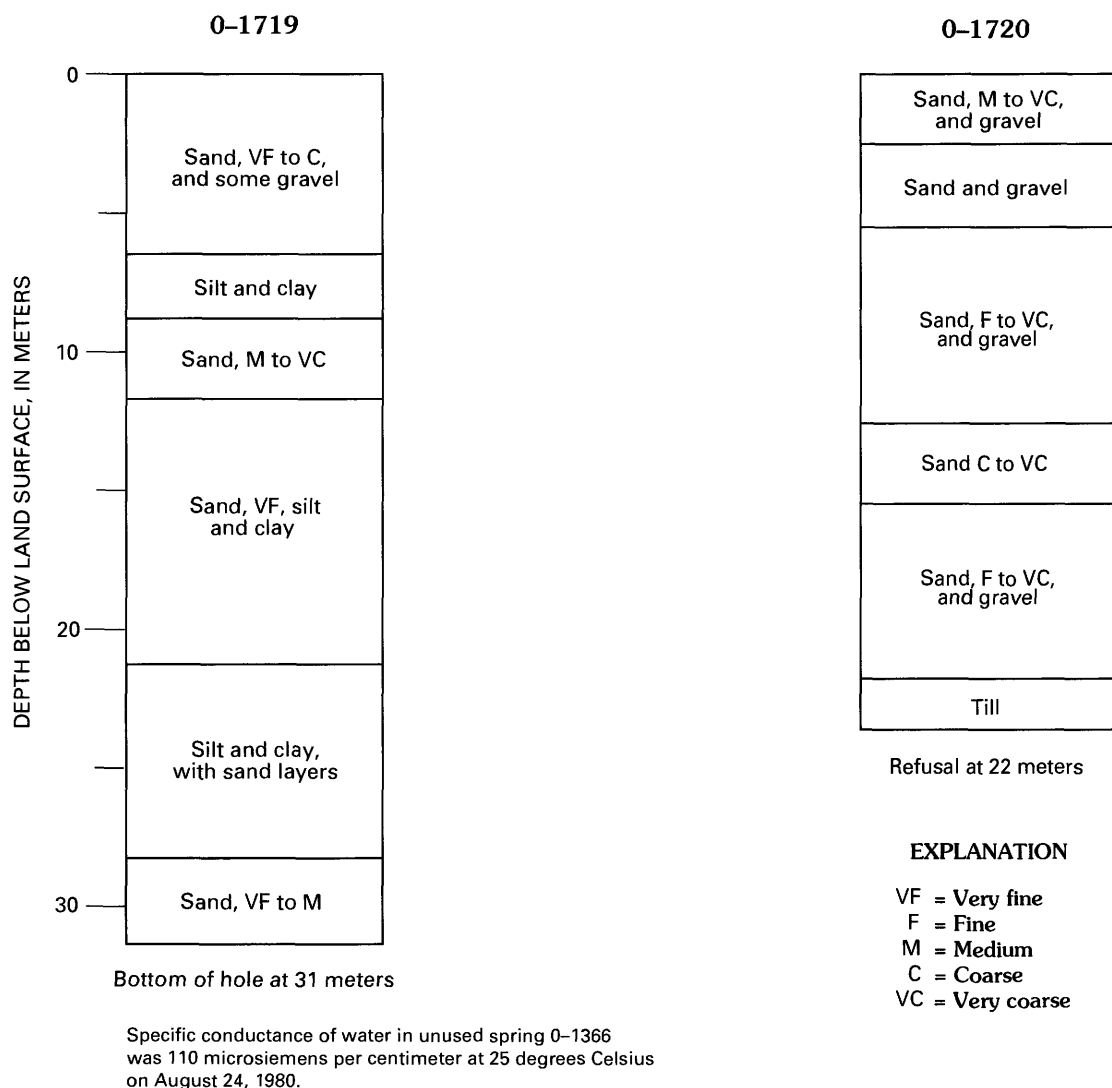 0–1719
0
Sand, VF to C,
and some gravel
Silt and clay
10
Sand, M to VC
Sand, VF, silt
and clay
20
Silt and clay,
with sand layers
30
Sand, VF to M
DEPTH BELOW LAND SURFACE, IN METERS
Bottom of hole at 31 meters
Specific conductance of water in unused spring 0–1366
was 110 microsiemens per centimeter at 25 degrees Celsius
on August 24, 1980.
0–1720
Sand, M to VC,
and gravel
Sand and gravel
Sand, F to VC,
and gravel
Sand C to VC
Sand, F to VC,
and gravel
Till
Refusal at 22 meters
EXPLANATION
VF = Very fine
F = Fine
M = Medium
C = Coarse
VC = Very coarse